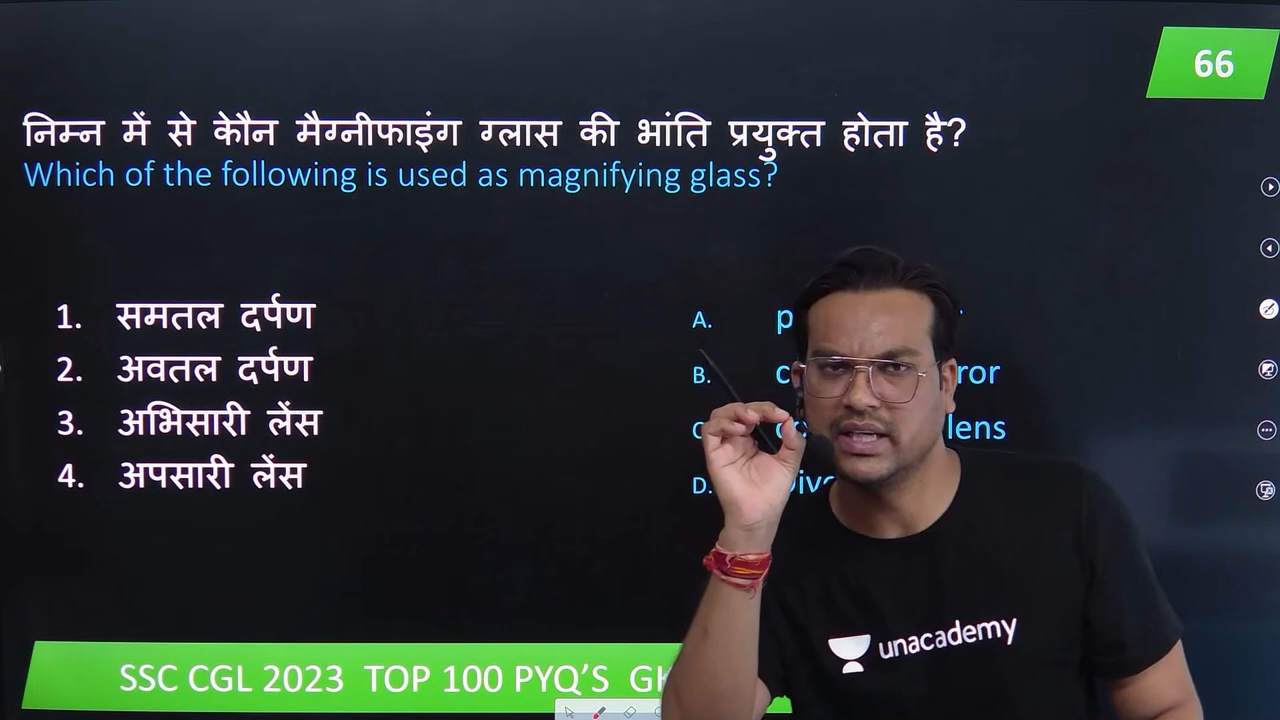 66
निम्न में से केौन मैग्नीफाइंग ग्लास की भांति प्रयुक्त होता है?
Which of the following is used as magnifying glass?
1. समतल दर्पण
A.
2. अवतल दर्पण
B.
3. अभिसारी लेंस
C. lens
4. अपसारी लेंस
D.
unacademy
SSC CGL 2023 TOP 100 PYQ’S